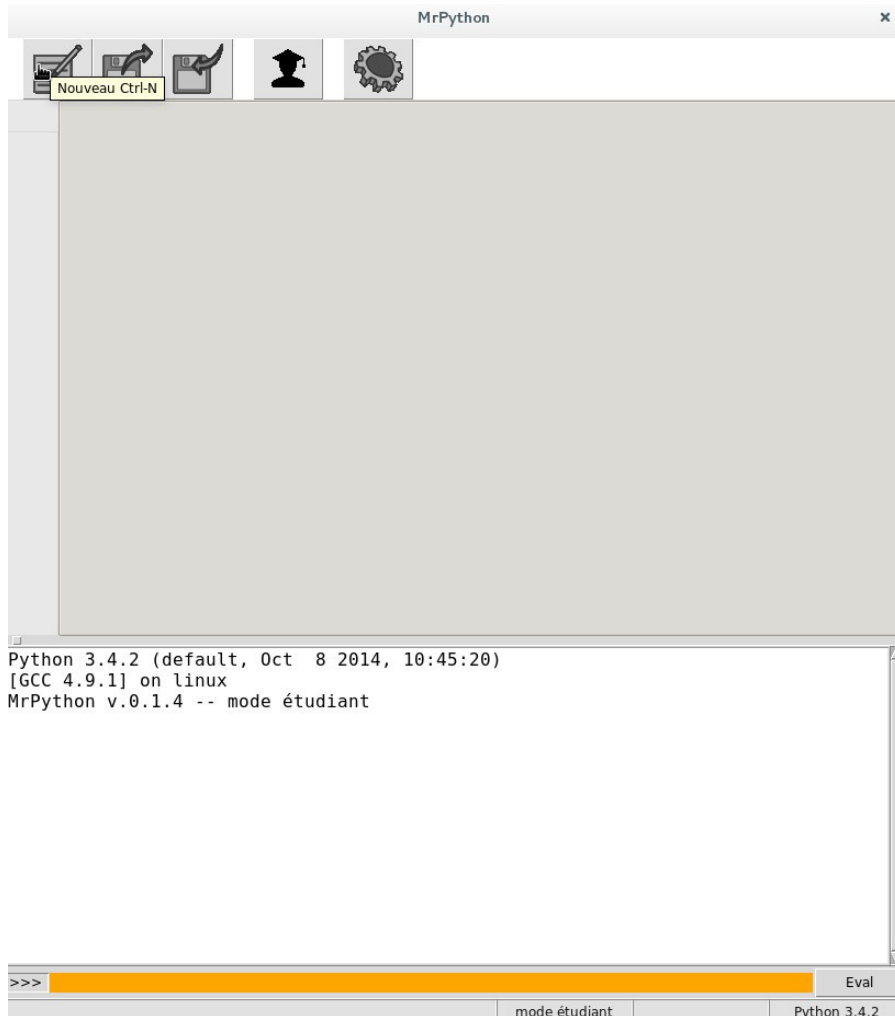 MrPython
Nouveau Ctrl-N
Python 3.4.2 (default, Oct  8 2014, 10:45:20)
[GCC 4.9.1] on linux
MrPython v.0.1.4 -- mode étudiant
>>>
Eval
mode étudiant
Python 3.4.2